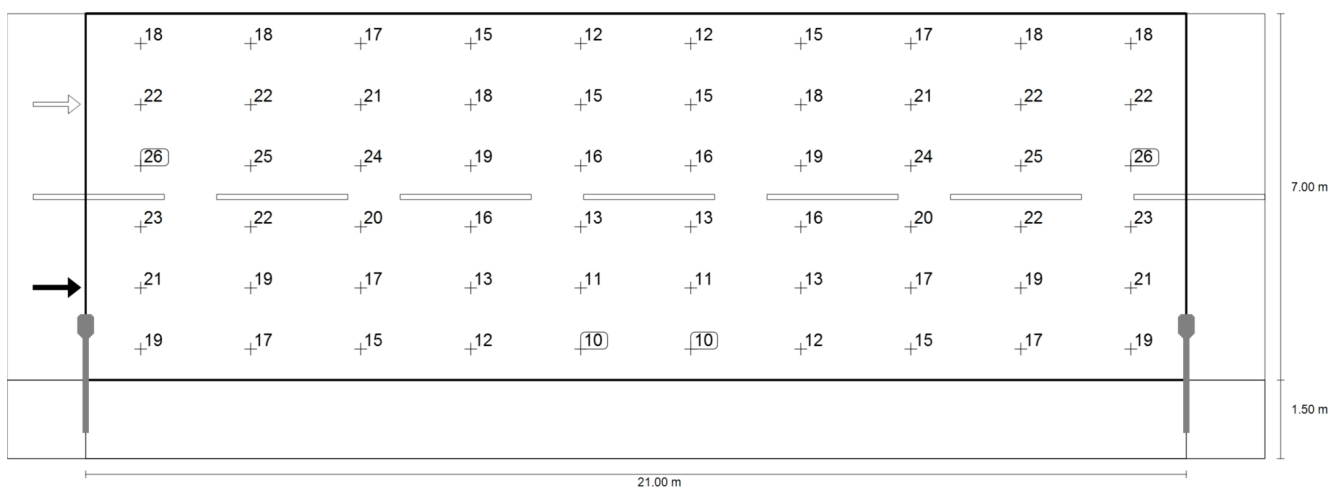 18 18 17 15 12 12 15 17 18 18
22 22 21 18 15 15 18 21 22 22
26 25 24 19 16 16 19 24 25 26
7.00 m
23 22 20 16 13 13 16 20 22 23
21 19 17 13 11 11 13 17 19 21
19 17 15 12 10 10 12 15 17 19
1.50 m
21.00 m